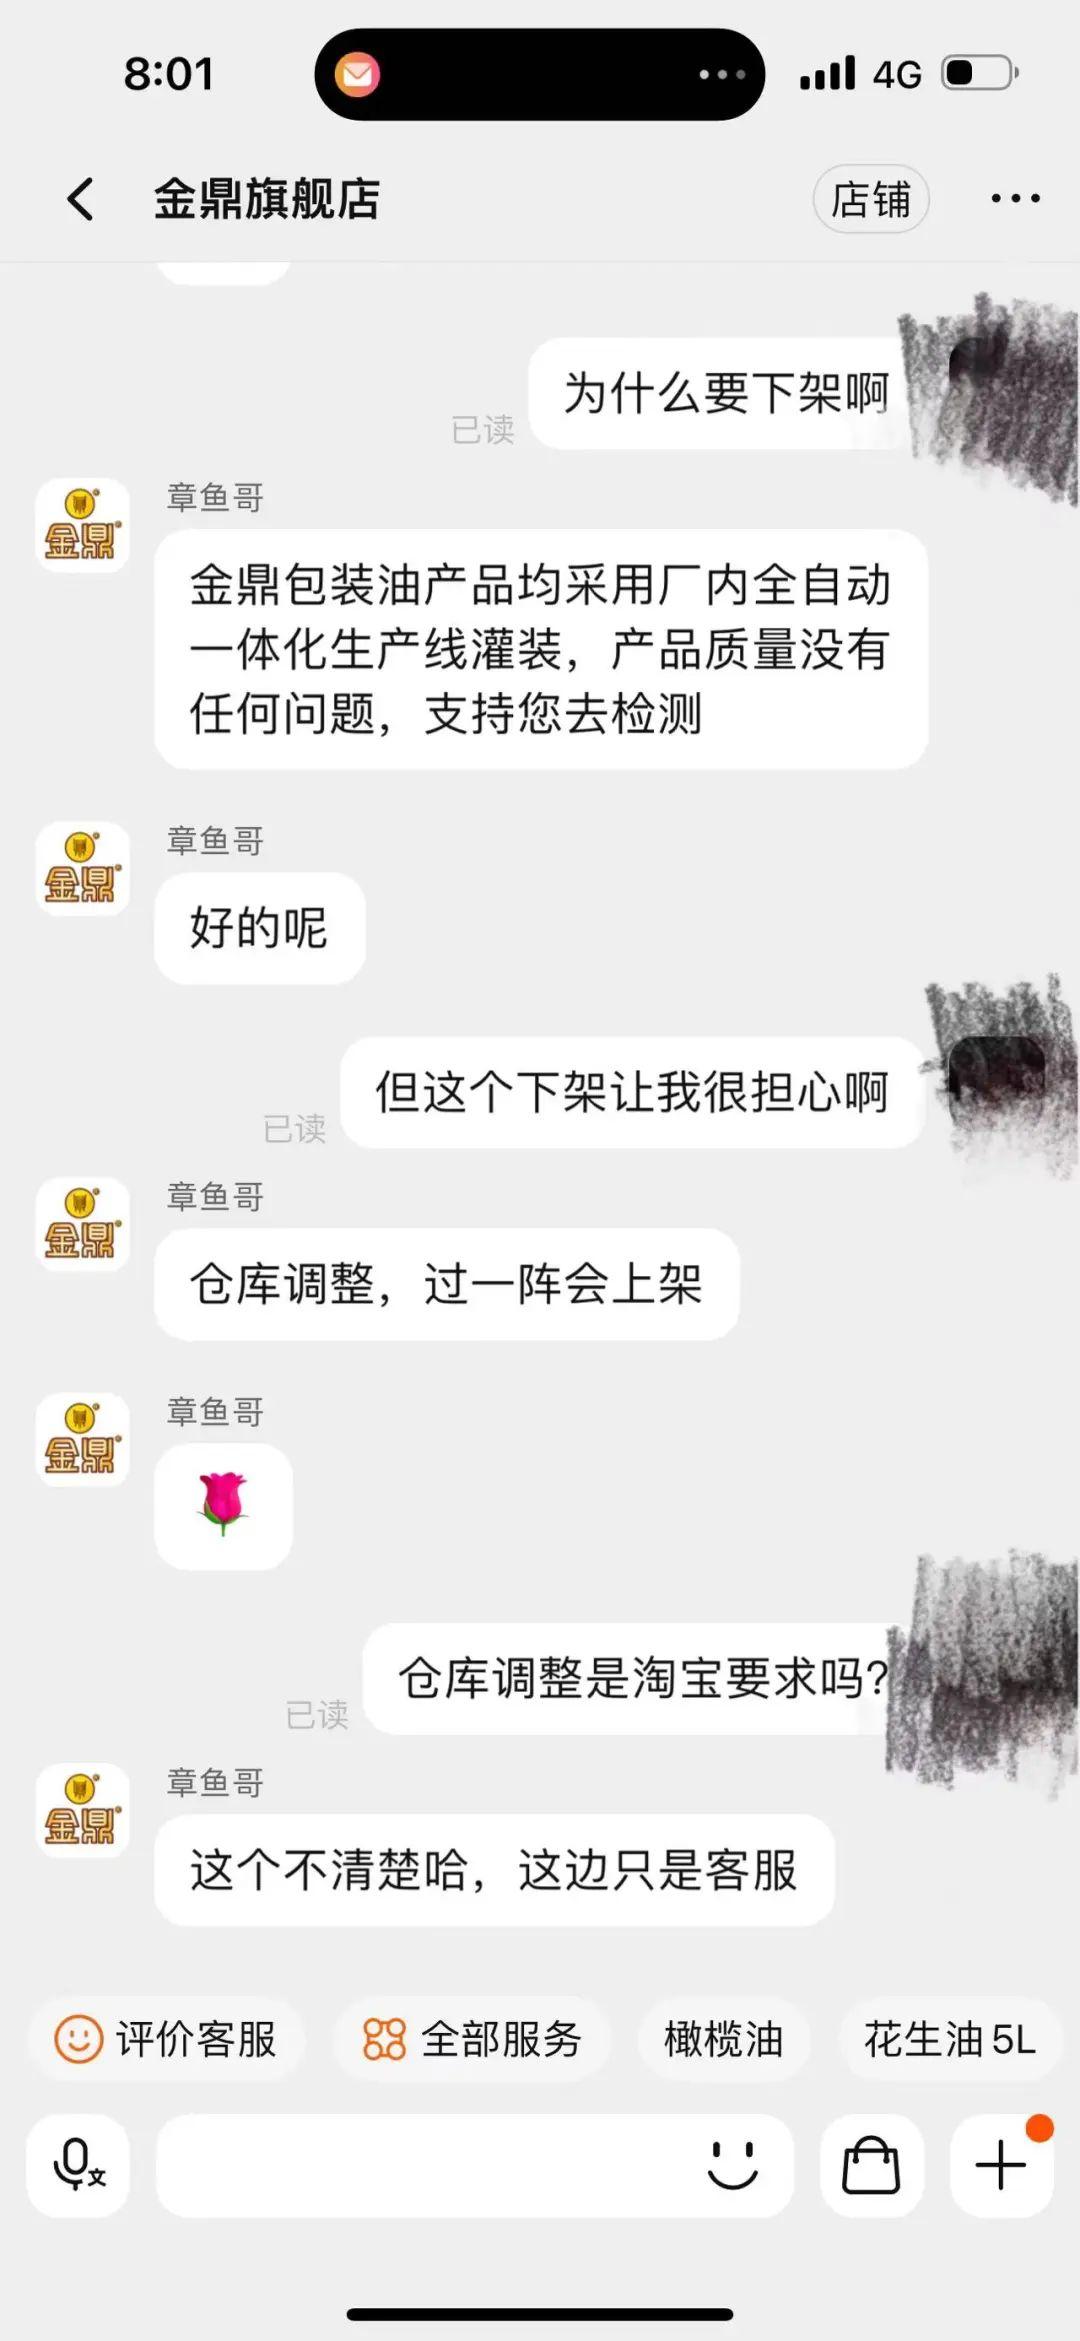 8:01
4G
金鼎旗舰店
店铺
为什么要下架啊
已读
章鱼哥
金鼎
金鼎包装油产品均采用厂内全自动
一体化生产线灌装，产品质量没有
任何问题，支持您去检测
章鱼哥
金鼎
好的呢
但这个下架让我很担心啊
已读
章鱼哥
金鼎
仓库调整，过一阵会上架
章鱼哥
金鼎
仓库调整是淘宝要求吗?
已读
章鱼哥
金鼎
这个不清楚哈，这边只是客服
评价客服
全部服务
橄榄油
花生油5L
文